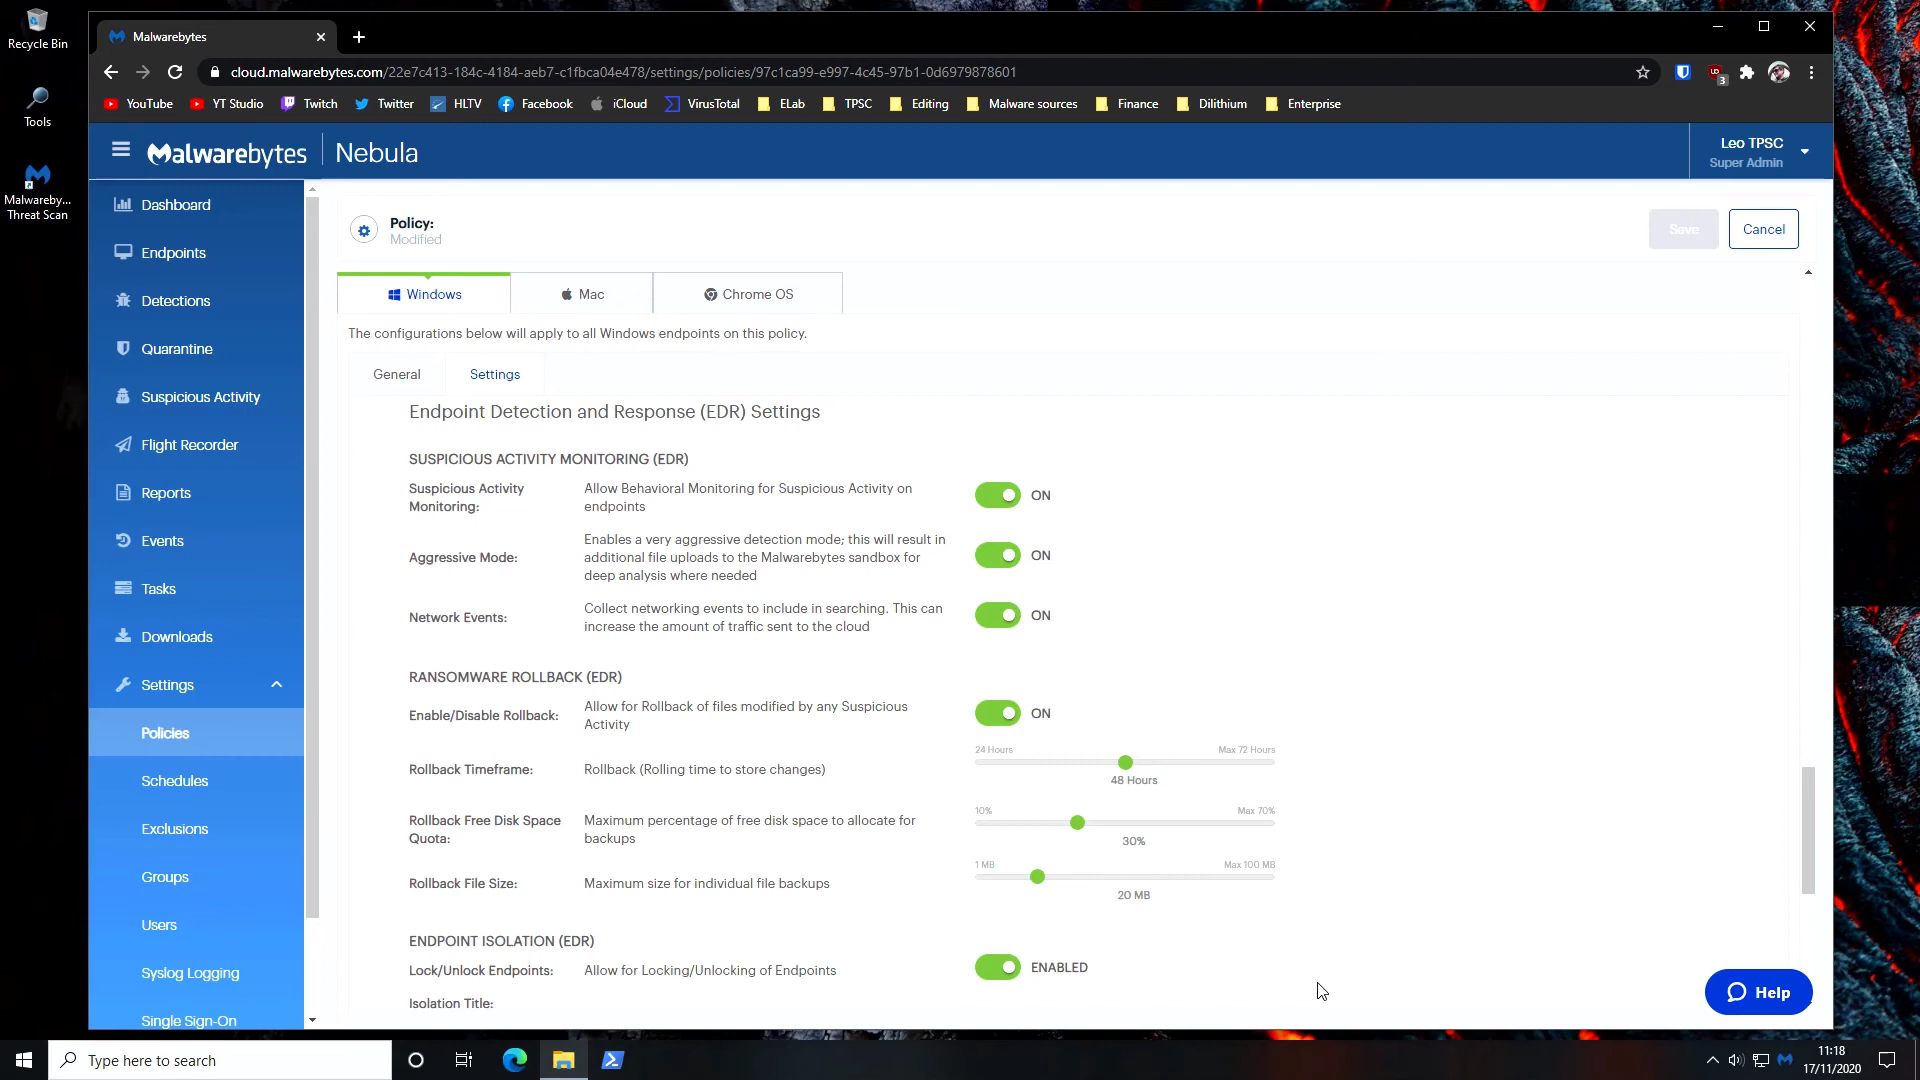 Recycle Bin
Tools
Malwareby...
Threat Scan
Malwarebytes
cloud.malwarebytes.com/22e7c413-184c-4184-aeb7-c1fbca04e478/settings/policies/97c1ca99-e997-4c45-97b1-0d6979878601
3
YouTube YT Studio Twitch Twitter HLTV Facebook iCloud VirusTotal ELab TPSC Editing Malware sources Finance Dilithium Enterprise
Malwarebytes Nebula
Leo TPSC
Super Admin
Dashboard
Endpoints
Detections
Quarantine
Suspicious Activity
Flight Recorder
Reports
Events
Tasks
Downloads
Settings
Policies
Schedules
Exclusions
Groups
Users
Syslog Logging
Single Sign-On
Policy:
Modified
Save Cancel
Windows Mac Chrome OS
The configurations below will apply to all Windows endpoints on this policy.
General Settings
Endpoint Detection and Response (EDR) Settings
SUSPICIOUS ACTIVITY MONITORING (EDR)
Suspicious Activity
Monitoring:
Allow Behavioral Monitoring for Suspicious Activity on
endpoints
ON
Aggressive Mode:
Enables a very aggressive detection mode; this will result in
additional file uploads to the Malwarebytes sandbox for
deep analysis where needed
ON
Network Events:
Collect networking events to include in searching. This can
increase the amount of traffic sent to the cloud
ON
RANSOMWARE ROLLBACK (EDR)
Enable/Disable Rollback:
Allow for Rollback of files modified by any Suspicious
Activity
ON
24 Hours Max 72 Hours
Rollback Timeframe: Rollback (Rolling time to store changes)
48 Hours
10% Max 70%
Rollback Free Disk Space
Quota:
Maximum percentage of free disk space to allocate for
backups
30%
1 MB Max 100 MB
Rollback File Size: Maximum size for individual file backups
20 MB
ENDPOINT ISOLATION (EDR)
Lock/Unlock Endpoints: Allow for Locking/Unlocking of Endpoints ENABLED
Isolation Title:
Help
Type here to search
11:18
17/11/2020